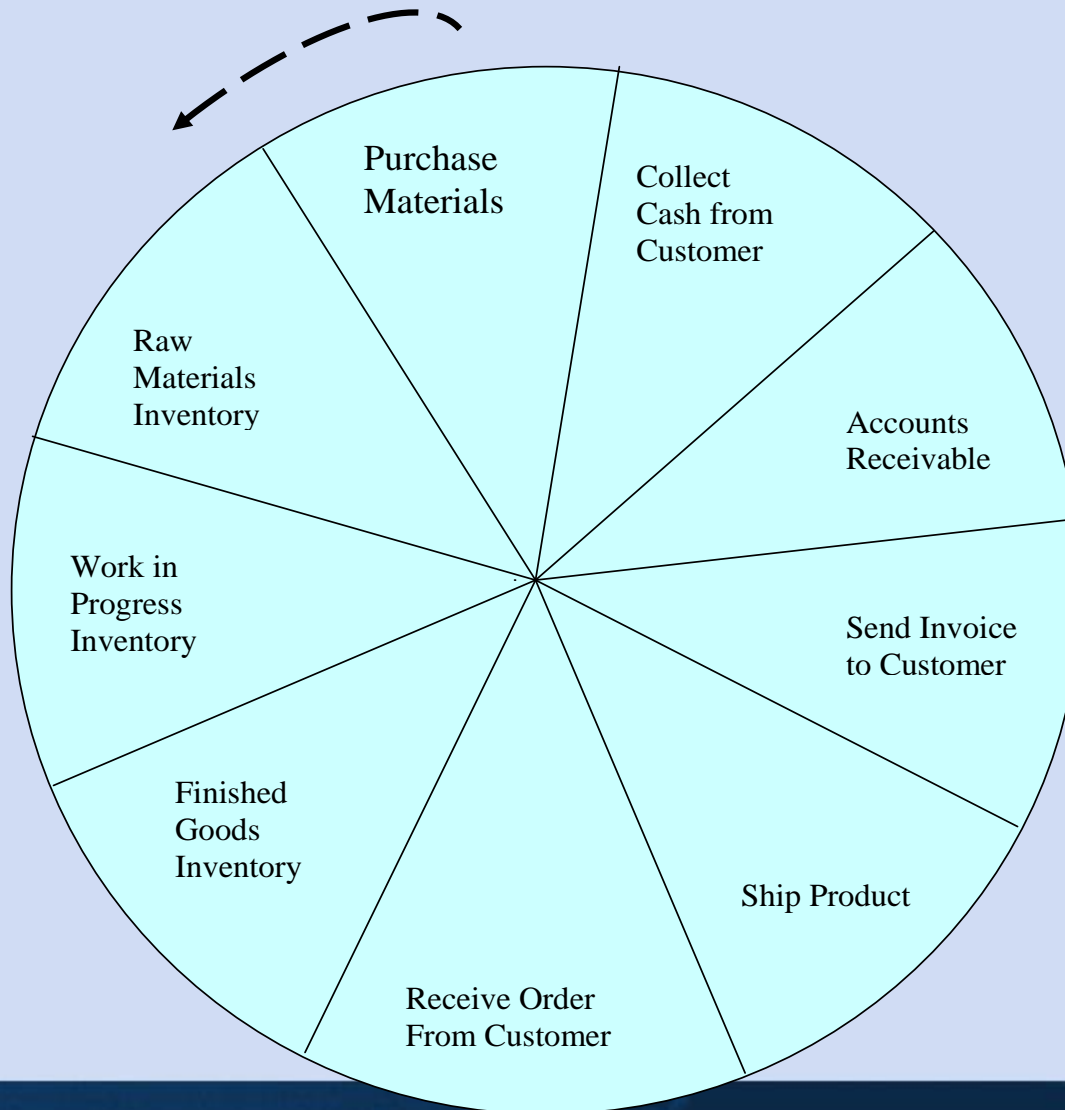 Purchase
Materials
Collect
Cash from
Customer
Raw
Materials
Inventory
Accounts
Receivable
Work in
Progress
Inventory
Send Invoice
to Customer
Finished
Goods
Inventory
Ship Product
Receive Order
From Customer